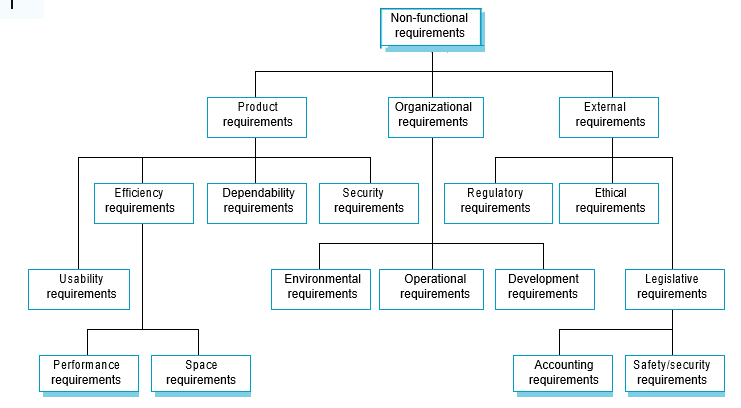 Non-functional
requirements
Product
requirements
Organizational
requirements
External
requirements
Efficiency
requirements
Dependability
requirements
Security
requirements
Regulatory
requirements
Ethical
requirements
Usability
requirements
Environmental
requirements
Operational
requirements
Development
requirements
Legislative
requirements
Performance
requirements
Space
requirements
Accounting
requirements
Safety/security
requirements